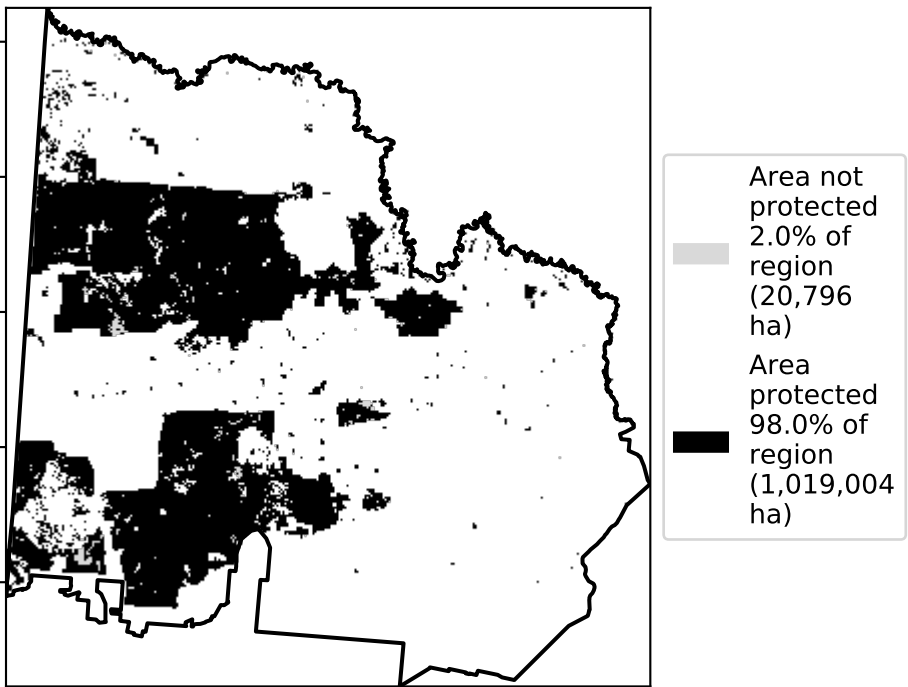 Area not
protected
2.0% of
region
(20,796
ha)
Area
protected
98.0% of
region
(1,019,004
ha)